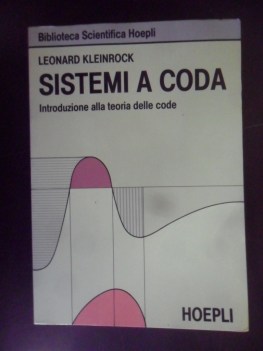 Biblioteca Scientifica Hoepli
LEONARD KLEINROCK
SISTEMI A CODA
Introduzione alla teoria delle code
HOEPLI